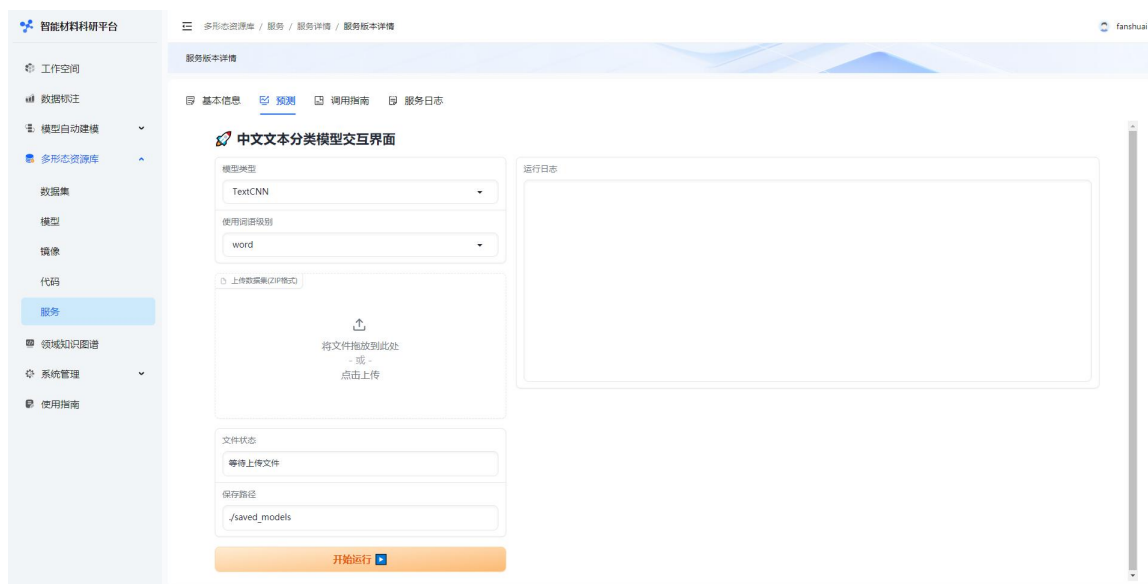 智能材料科研平台
多形态资源库 / 服务 / 服务详情 / 服务版本详情
fanshuai
工作空间
数据标注
模型自动建模
多形态资源库
数据集
模型
镜像
代码
服务
领域知识图谱
系统管理
使用指南
服务版本详情
基本信息 预测 调用指南 服务日志
中文文本分类模型交互界面
模型类型
TextCNN
使用词语级别
word
上传数据集(ZIP格式)
将文件拖放到此处
- 或 -
点击上传
文件状态
等待上传文件
保存路径
./saved_models
开始运行
运行日志